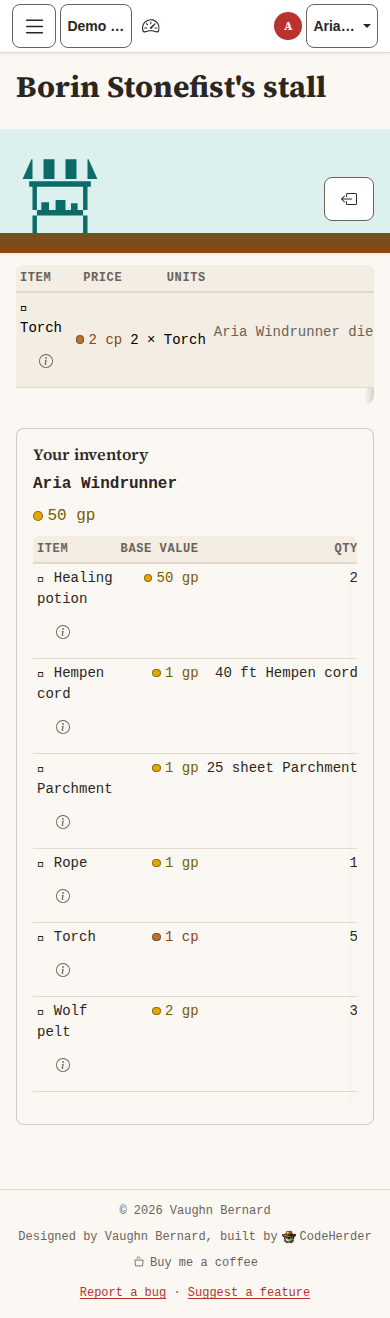 Demo ...
A
Aria...
Borin Stonefist's stall
ITEM PRICE UNITS
Torch
2 cp 2 × Torch Aria Windrunner die
Your inventory
Aria Windrunner
50 gp
ITEM BASE VALUE QTY
Healing potion 50 gp 2
Hempen cord 1 gp 40 ft Hempen cord
Parchment 1 gp 25 sheet Parchment
Rope 1 gp 1
Torch 1 cp 5
Wolf pelt 2 gp 3
© 2026 Vaughn Bernard
Designed by Vaughn Bernard, built by CodeHerder
Buy me a coffee
Report a bug · Suggest a feature